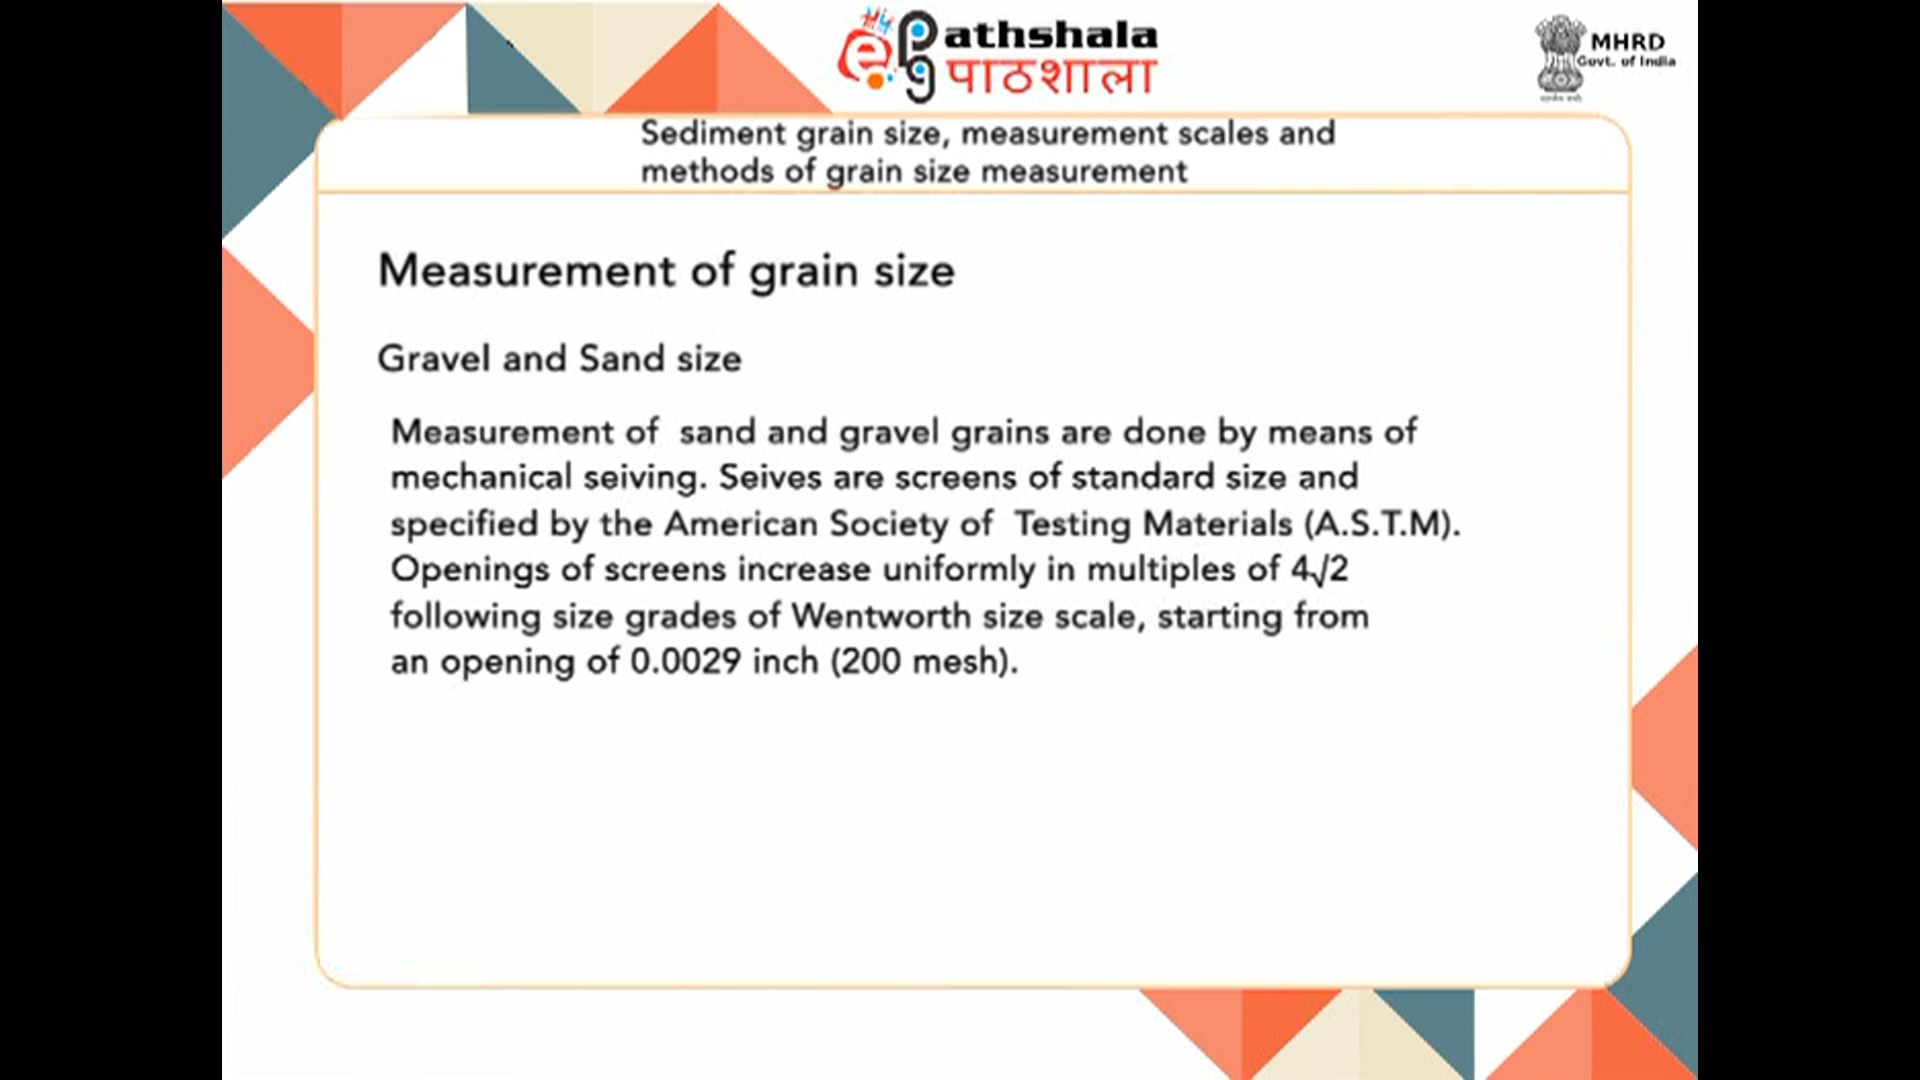 My
epg
athshala
पाठशाला
MHRD
Govt. of India
Sediment grain size, measurement scales and
methods of grain size measurement
Measurement of grain size
Gravel and Sand size
Measurement of sand and gravel grains are done by means of
mechanical seiving. Seives are screens of standard size and
specified by the American Society of Testing Materials (A.S.T.M).
Openings of screens increase uniformly in multiples of 4√2
following size grades of Wentworth size scale, starting from
an opening of 0.0029 inch (200 mesh).